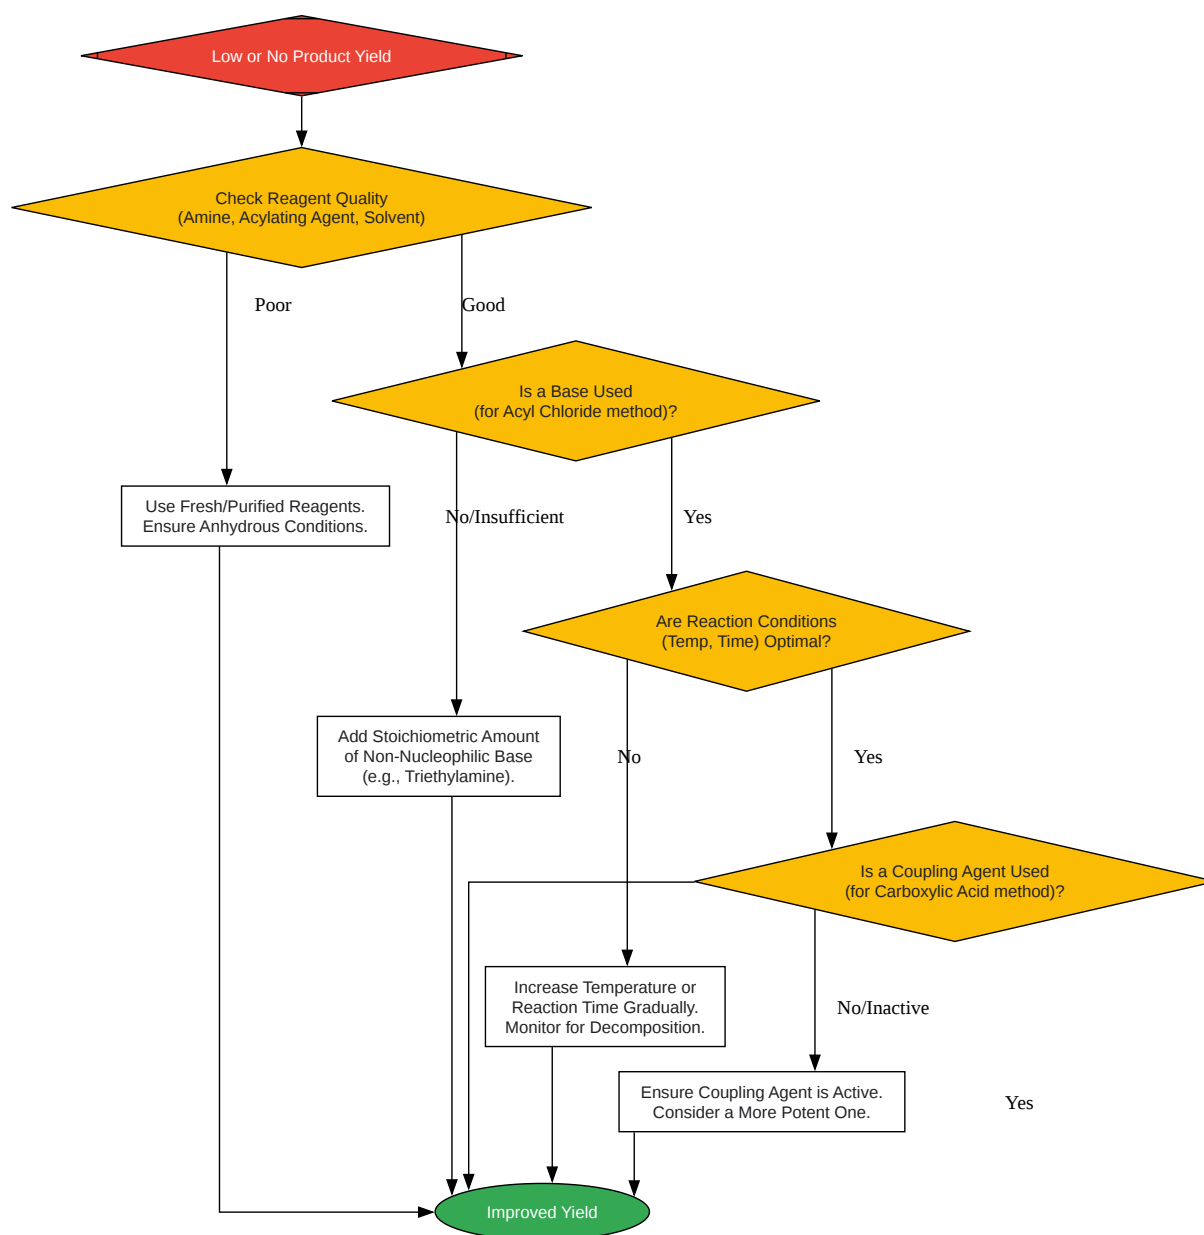 Low or No Product Yield
Check Reagent Quality
(Amine, Acylating Agent, Solvent)
Poor
Good
Is a Base Used
(for Acyl Chloride method)?
Use Fresh/Purified Reagents.
Ensure Anhydrous Conditions.
No/Insufficient
Yes
Are Reaction Conditions
(Temp, Time) Optimal?
Add Stoichiometric Amount
of Non-Nucleophilic Base
(e.g., Triethylamine).
No
Yes
Is a Coupling Agent Used
(for Carboxylic Acid method)?
Increase Temperature or
Reaction Time Gradually.
Monitor for Decomposition.
No/Inactive
Ensure Coupling Agent is Active.
Consider a More Potent One.
Yes
Improved Yield